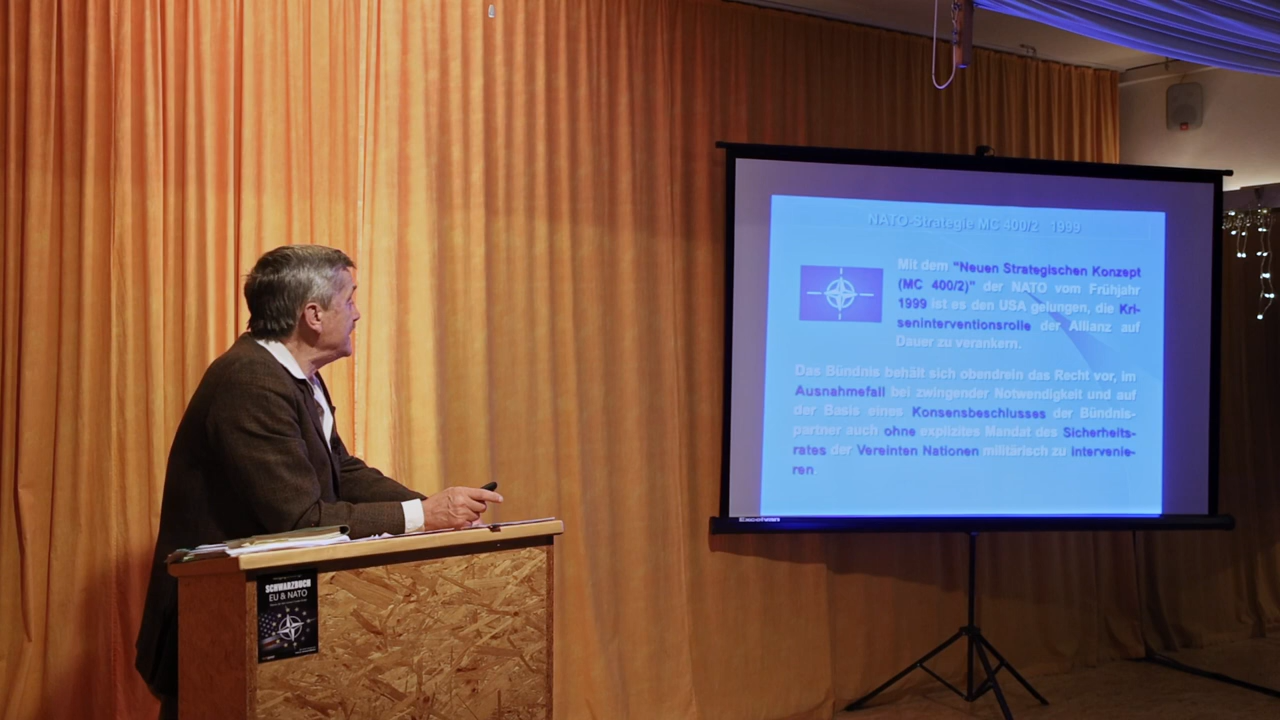 NATO-Strategie MC 400/2 1999
Mit dem "Neuen Strategischen Konzept
(MC 400/2)" der NATO vom Frühjahr
1999 ist es den USA gelungen, die Kri-
seninterventionsrolle der Allianz auf
Dauer zu verankern.
Das Bündnis behält sich obendrein das Recht vor, im
Ausnahmefall bei zwingender Notwendigkeit und auf
der Basis eines Konsensbeschlusses der Bündnis-
partner auch ohne explizites Mandat des Sicherheits-
rates der Vereinten Nationen militärisch zu intervenie-
ren.
SCHWARZBUCH
EU & NATO